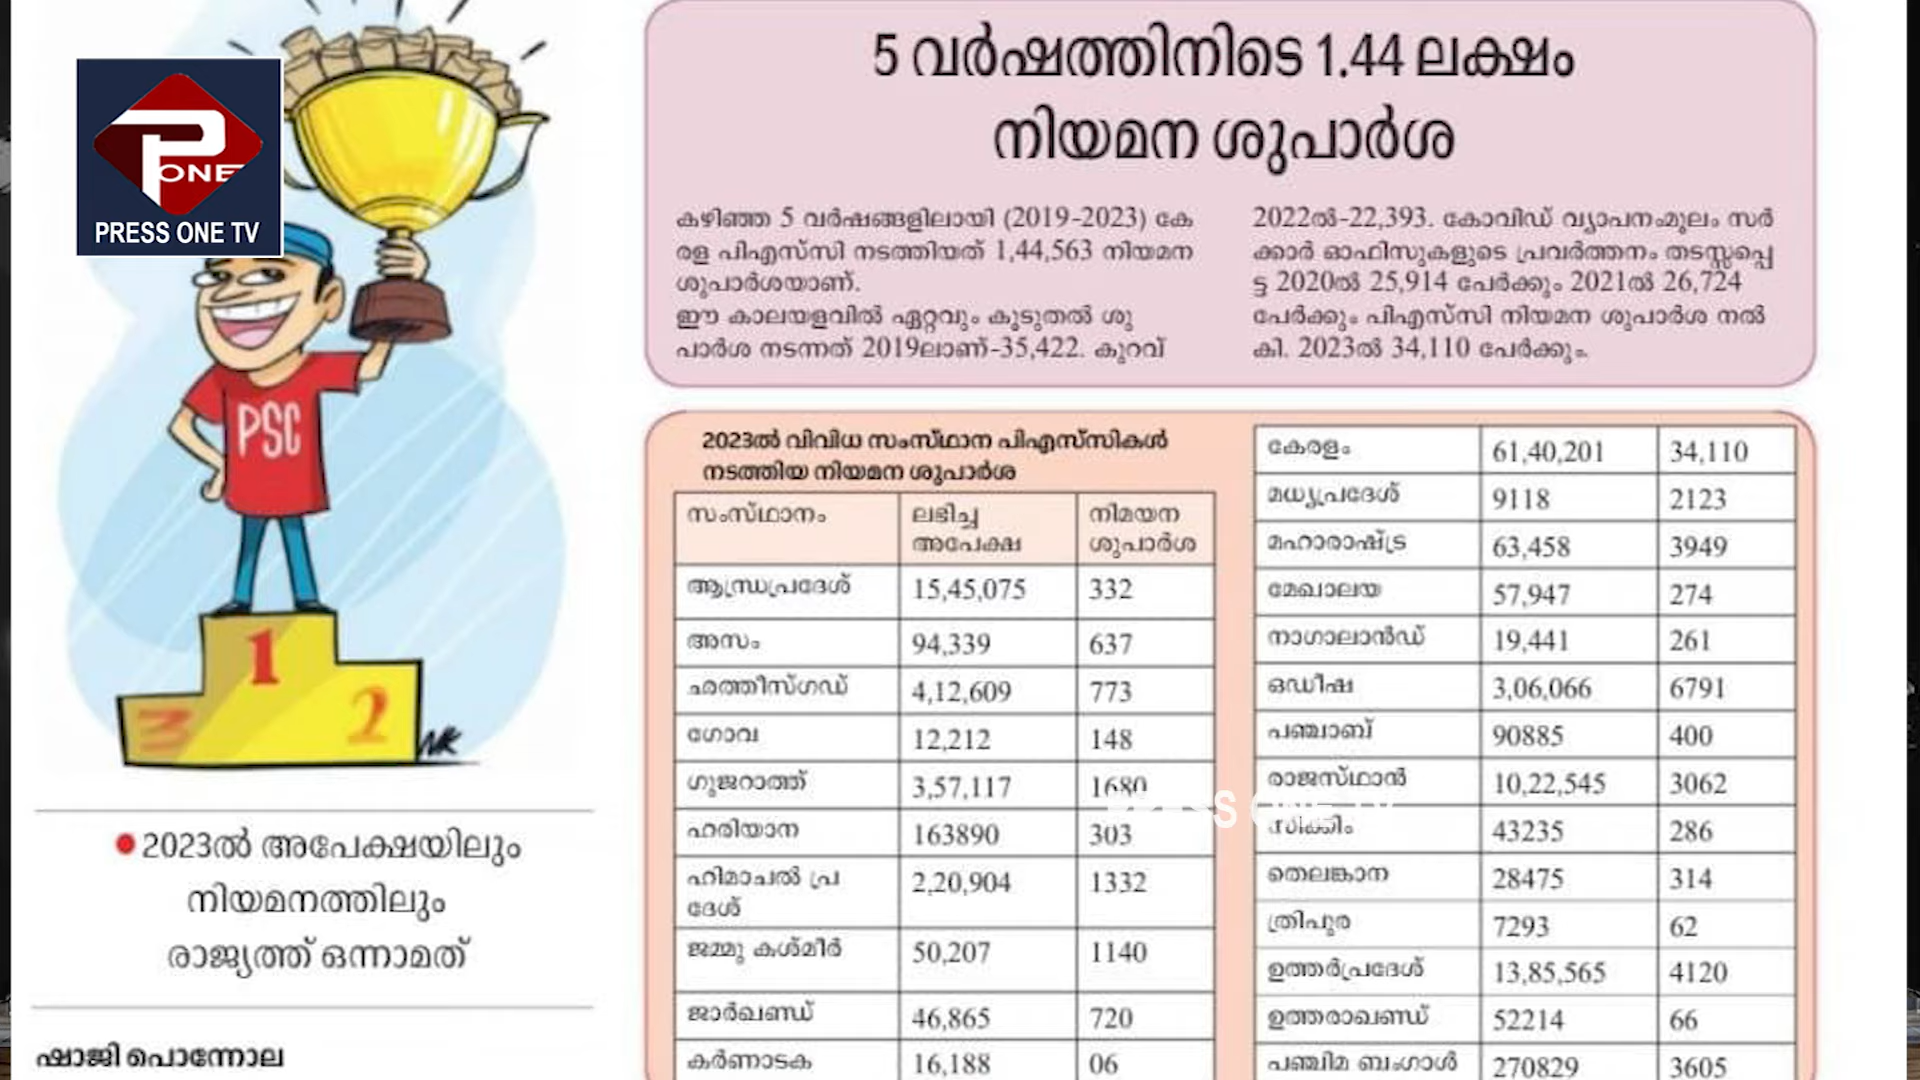 P
ONE
PRESS ONE TV
PSC
1
2
3
NK
5 വർഷത്തിനിടെ 1.44 ലക്ഷം
നിയമന ശുപാർശ
കഴിഞ്ഞ 5 വർഷങ്ങളിലായി (2019-2023) കേ
രള പിഎസ്‌സി നടത്തിയത് 1,44,563 നിയമന
ശുപാർശയാണ്.
ഈ കാലയളവിൽ ഏറ്റവും കൂടുതൽ ശു
പാർശ നടന്നത് 2019ലാണ്-35,422. കുറവ്
2022ൽ-22,393. കോവിഡ് വ്യാപനംമൂലം സർ
ക്കാർ ഓഫിസുകളുടെ പ്രവർത്തനം തടസ്സപ്പെ
ട്ട 2020ൽ 25,914 പേർക്കും 2021ൽ 26,724
പേർക്കും പിഎസ്‌സി നിയമന ശുപാർശ നൽ
കി. 2023ൽ 34,110 പേർക്കും.
2023ൽ വിവിധ സംസ്ഥാന പിഎസ്‌സികൾ
നടത്തിയ നിയമന ശുപാർശ
സംസ്ഥാനം ലഭിച്ച അപേക്ഷ നിമയന ശുപാർശ
ആന്ധ്രപ്രദേശ് 15,45,075 332
അസം 94,339 637
ഛത്തീസ്ഗഡ് 4,12,609 773
ഗോവ 12,212 148
ഗുജറാത്ത് 3,57,117 1680
ഹരിയാന 163890 303
ഹിമാചൽ പ്ര
ദേശ് 2,20,904 1332
ജമ്മു കശ്മീർ 50,207 1140
ജാർഖണ്ഡ് 46,865 720
കർണാടക 16,188 06
കേരളം 61,40,201 34,110
മധ്യപ്രദേശ് 9118 2123
മഹാരാഷ്ട്ര 63,458 3949
മേഖാലയ 57,947 274
നാഗാലാൻഡ് 19,441 261
ഒഡീഷ 3,06,066 6791
പഞ്ചാബ് 90885 400
രാജസ്ഥാൻ 10,22,545 3062
സിക്കിം 43235 286
തെലങ്കാന 28475 314
ത്രിപുര 7293 62
ഉത്തർപ്രദേശ് 13,85,565 4120
ഉത്തരാഖണ്ഡ് 52214 66
പഞ്ചിമ ബംഗാൾ 270829 3605
PRESS ONE TV
2023ൽ അപേക്ഷയിലും
നിയമനത്തിലും
രാജ്യത്ത് ഒന്നാമത്
ഷാജി പൊന്നോല